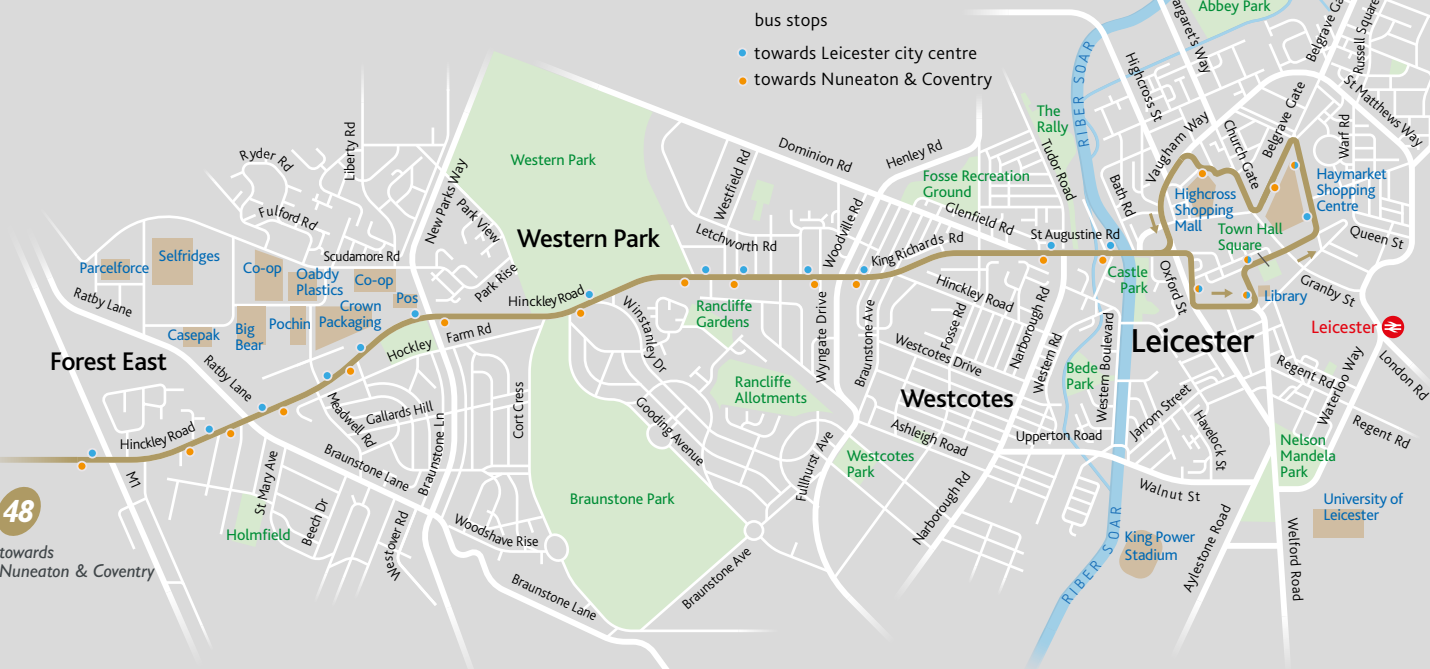 bus stops
towards Leicester city centre
towards Nuneaton & Coventry
Abbey Park
Belgrave Ga
Russell Square
argaret's Way
St Matthews Way
RIBER SOAR
Highcross St
Vaugham Way
Church Gate
Belgrave Gate
Warf Rd
The
Rally
Tudor Road
Bath Rd
Haymarket
Shopping
Centre
Highcross
Shopping
Mall
Town Hall
Square
Queen St
Granby St
Library
Leicester
London Rd
Oxford St
Castle
Park
Leicester
Regent Rd
Waterloo Way
Regent Rd
Nelson
Mandela
Park
University of
Leicester
Welford Road
Aylestone Road
Walnut St
Havelock St
Jarrom Street
King Power
Stadium
RIBER SOAR
Upperton Road
Western Boulevard
Bede
Park
Western Rd
Narborough Rd
Fosse Rd
Hinckley Road
Westcotes Drive
Westcotes
Ashleigh Road
Narborough Rd
Westcotes
Park
Fullhurst Ave
Braunstone Ave
Wyngate Drive
St Augustine Rd
King Richards Rd
Glenfield Rd
Fosse Recreation
Ground
Henley Rd
Dominion Rd
Woodville Rd
Westfield Rd
Letchworth Rd
Rancliffe
Gardens
Rancliffe
Allotments
Western Park
Western Park
Park View
Park Rise
New Parks Way
Liberty Rd
Ryder Rd
Fulford Rd
Scudamore Rd
Selfridges
Parcelforce
Co-op
Oabdy
Plastics
Co-op
Pos
Crown
Packaging
Pochin
Big
Bear
Casepak
Ratby Lane
Ratby Lane
Forest East
Hinckley Road
Hinckley Road
Hockley
Farm Rd
Winstanley Dr
Gooding Avenue
Cort Cress
Braunstone Park
Braunstone Ave
Meadwell Rd
Gallards Hill
Braunstone Ln
Braunstone Lane
Woodshave Rise
Braunstone Lane
Westover Rd
Beech Dr
St Mary Ave
Holmfield
M1
48
towards
Nuneaton & Coventry